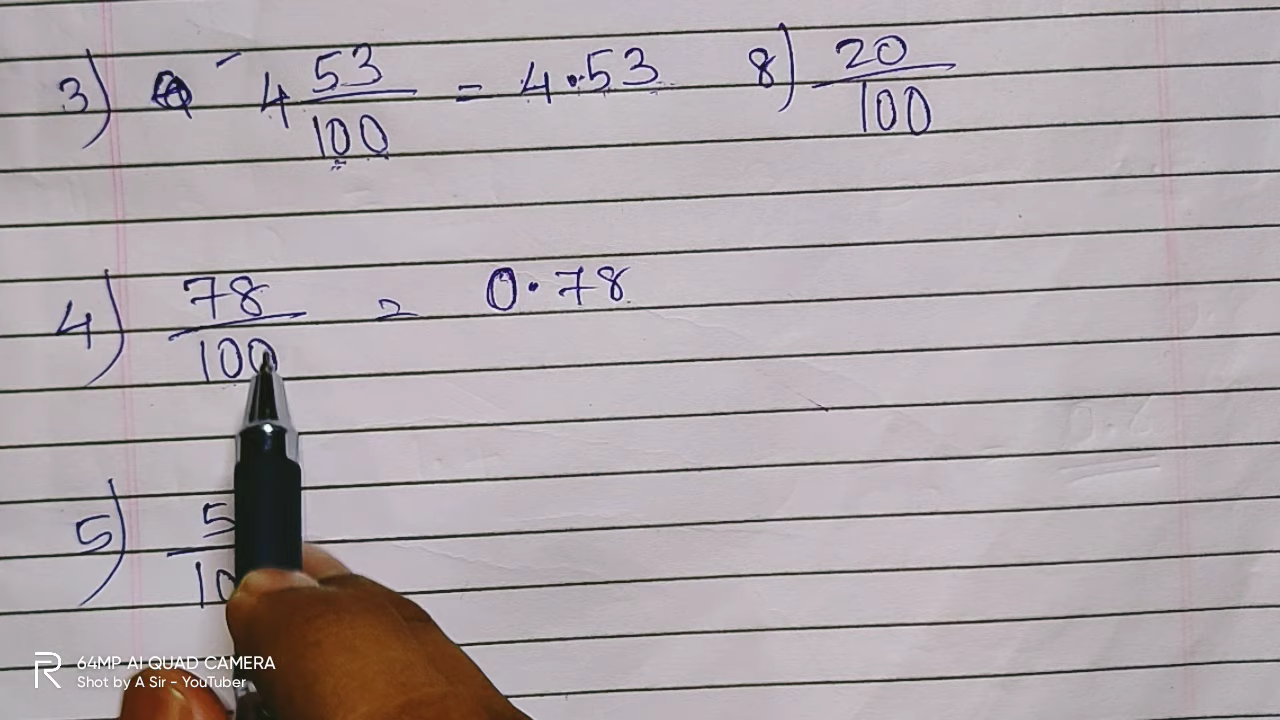 3) 4 53/100 = 4.53
8) 20/100
4) 78/100 = 0.78
5)
64MP AI QUAD CAMERA
Shot by A Sir - YouTuber